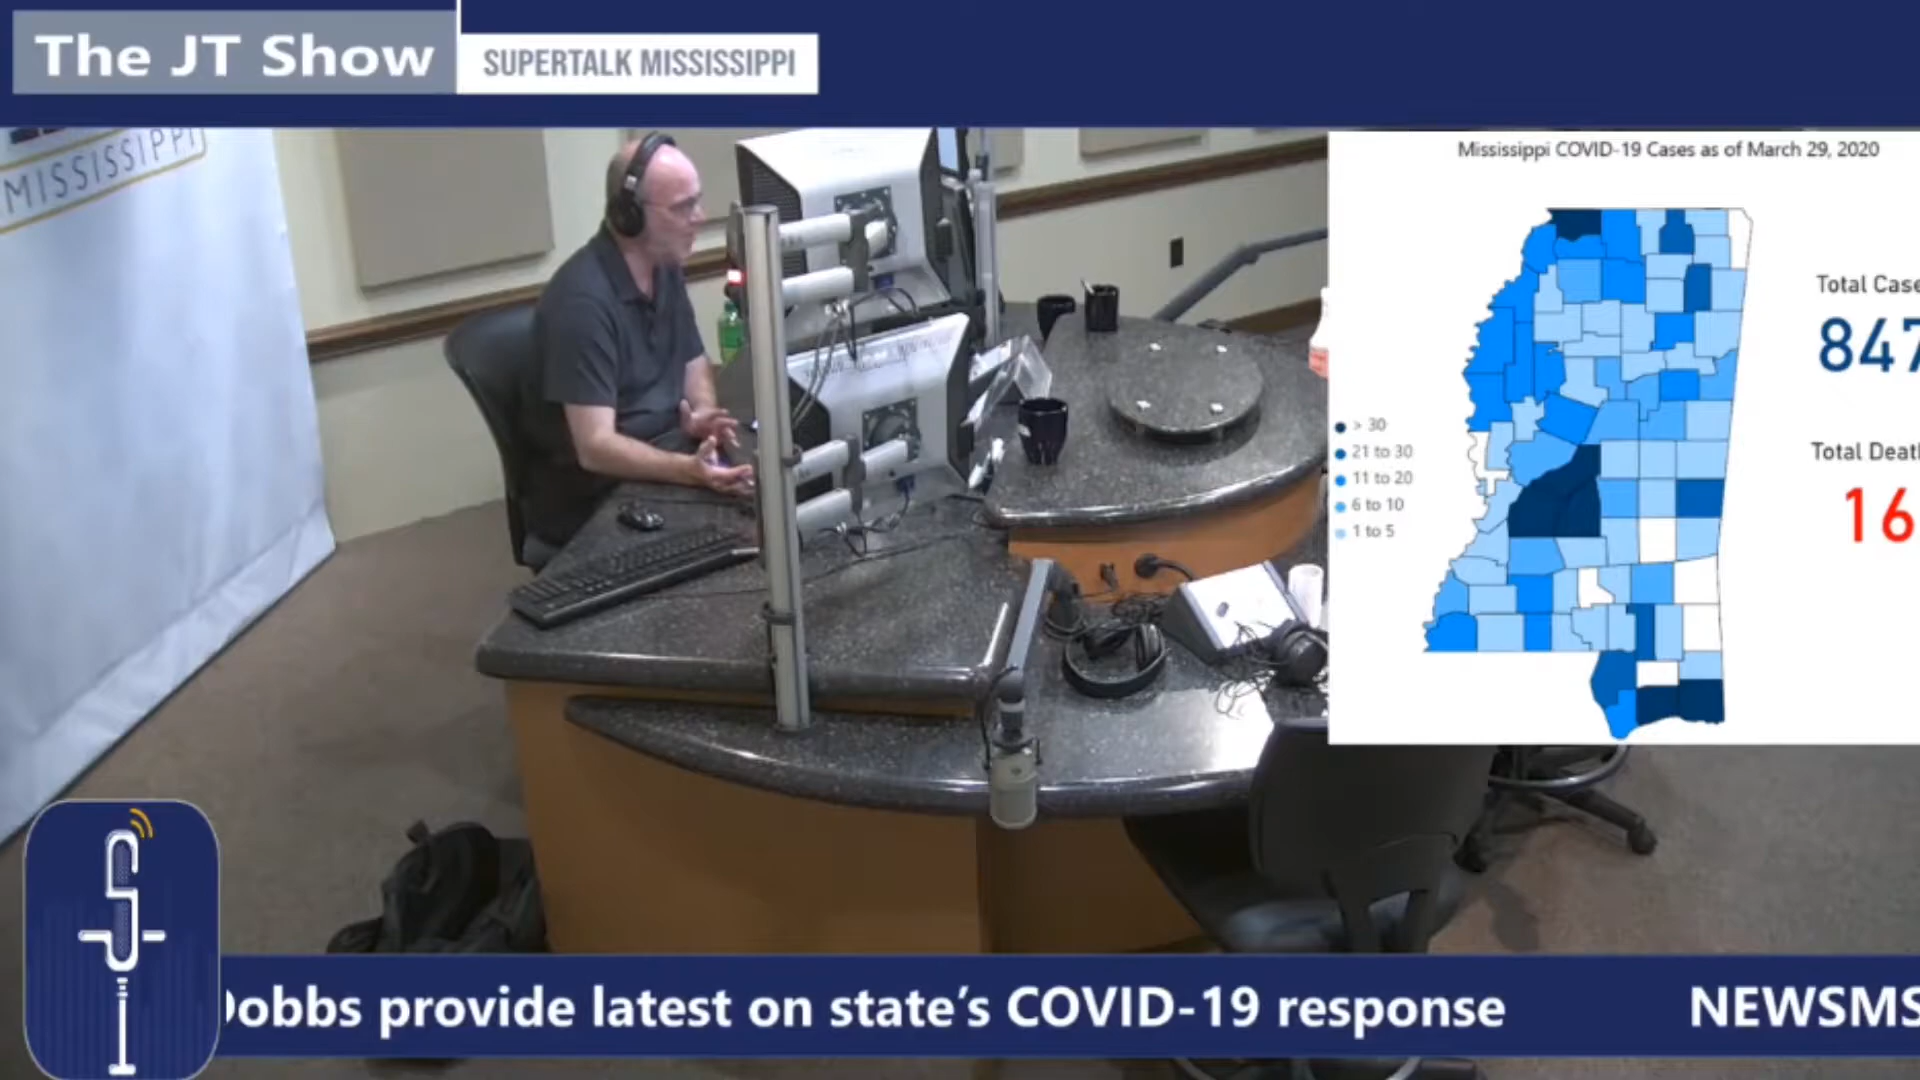 The JT Show
SUPERTALK MISSISSIPPI
MISSISSIPPI
Mississippi COVID-19 Cases as of March 29, 2020
Total Case
847
Total Deat
16
> 30
21 to 30
11 to 20
6 to 10
1 to 5
Dobbs provide latest on state's COVID-19 response
NEWSMS